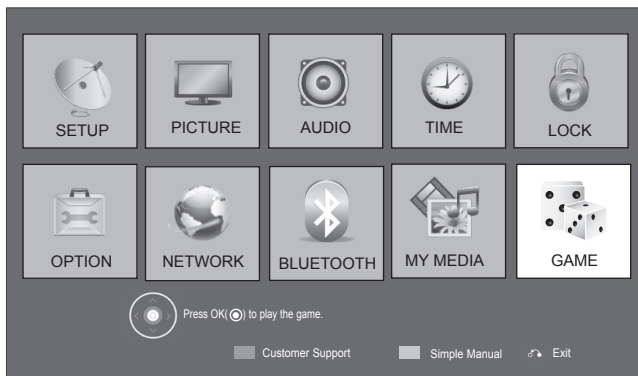 SETUP PICTURE AUDIO TIME LOCK
OPTION NETWORK BLUETOOTH MY MEDIA GAME
Press OK( ) to play the game.
Customer Support Simple Manual Exit